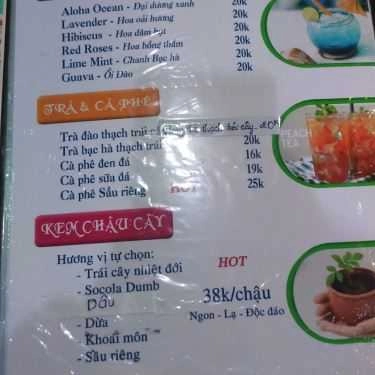 Aloha Ocean - Đại dương xanh 20k
Lavender - Hoa oải hương 20k
Hibiscus - Hoa dâm bụt 20k
Red Roses - Hoa hồng thắm 20k
Lime Mint - Chanh Bạc hà 20k
Guava - Ổi Đào 20k
TRÀ & CÀ PHÊ
Trà đào thạch trái
Trà bạc hà thạch trái 20k
Cà phê đen đá 16k
Cà phê sữa đá 19k
Cà phê Sầu riêng HOT 25k
PEACH
TEA
KEM CHẬU CÂY
Hương vị tự chọn:
- Trái cây nhiệt đới
- Socola Dumb
Dâu
- Dừa
- Khoai môn
- Sầu riêng
HOT
38k/chậu
Ngon - Lạ - Độc đáo